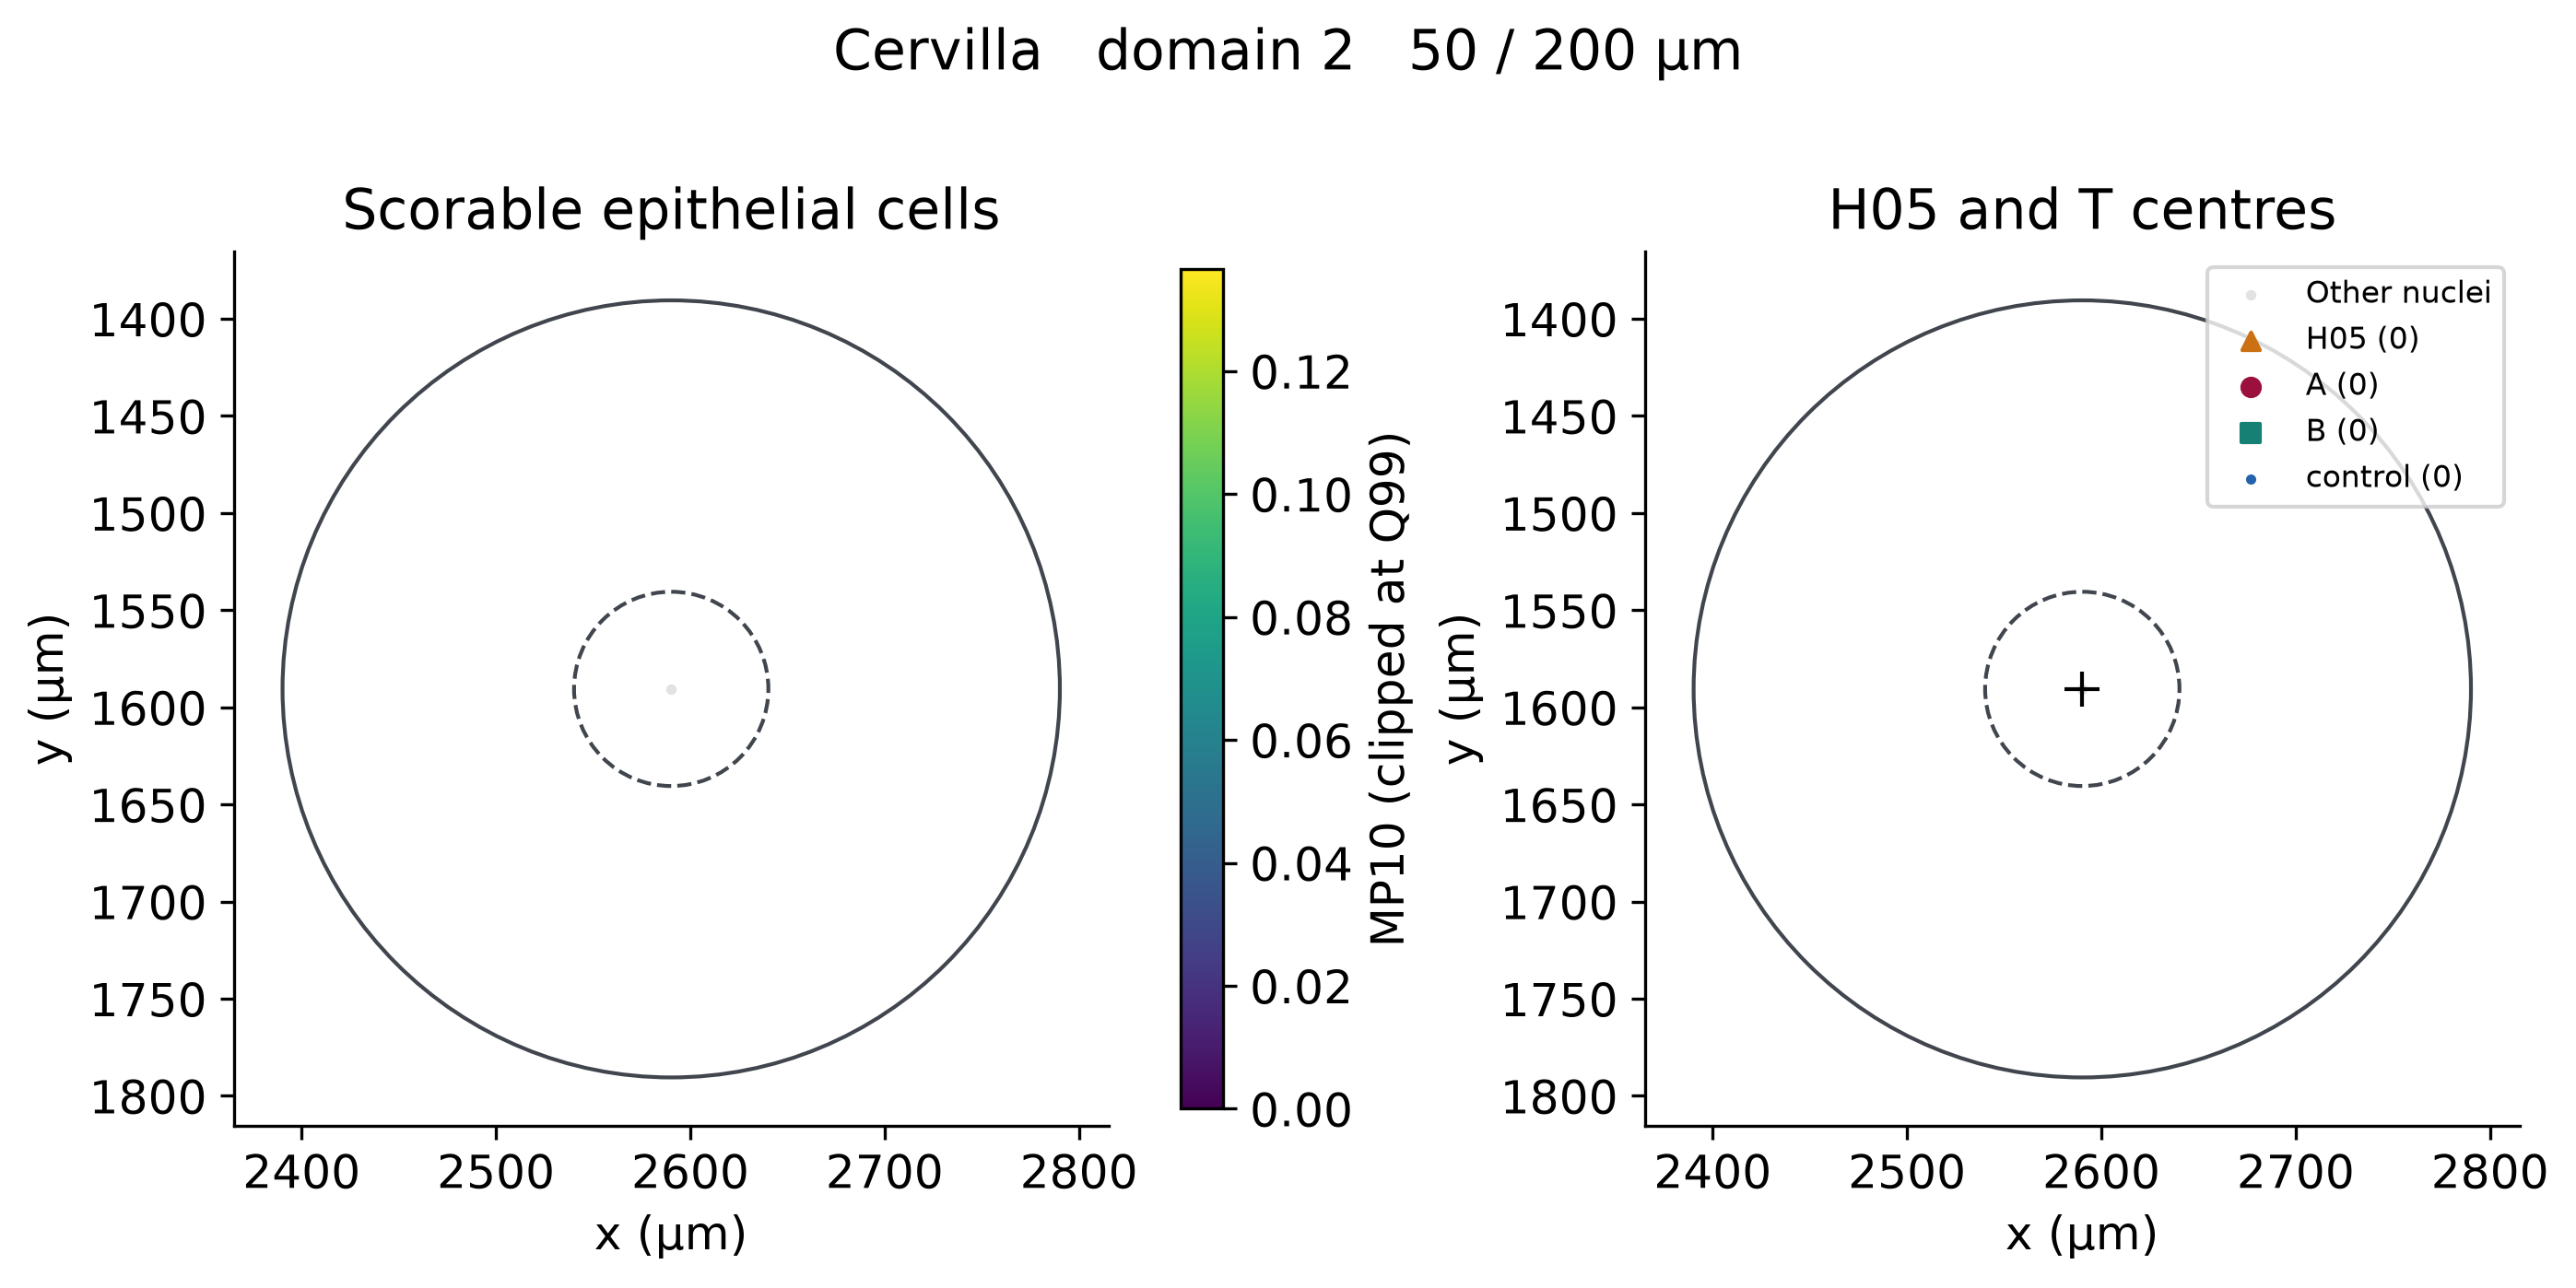 Cervilla domain 2 50 / 200 µm
Scorable epithelial cells
1400
1450
1500
1550
1600
1650
1700
1750
1800
y (µm)
2400 2500 2600 2700 2800
x (µm)
0.12
0.10
0.08
0.06
0.04
0.02
0.00
MP10 (clipped at Q99)
H05 and T centres
1400
1450
1500
1550
1600
1650
1700
1750
1800
y (µm)
2400 2500 2600 2700 2800
x (µm)
Other nuclei
H05 (0)
A (0)
B (0)
control (0)